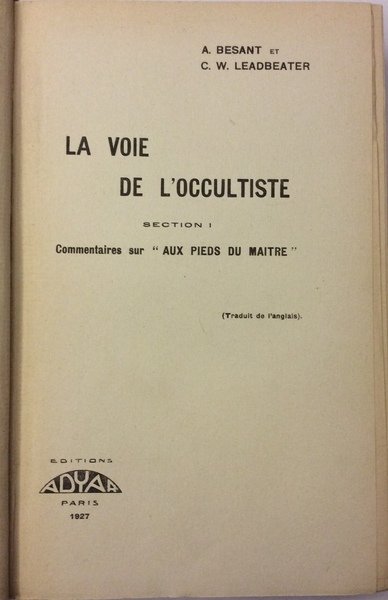 A. BESANT ET
C. W. LEADBEATER
LA VOIE
DE L'OCCULTISTE
SECTION I
Commentaires sur " AUX PIEDS DU MAITRE "
(Traduit de l'anglais).
EDITIONS
ADYAR
PARIS
1927